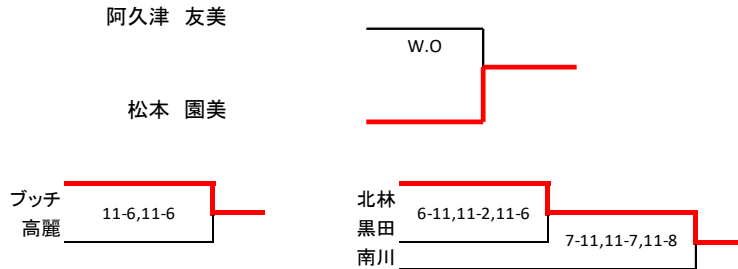 阿久津　友美
W.O
松本　園美
ブッチ
高麗
11-6,11-6
北林
黒田
南川
6-11,11-2,11-6
7-11,11-7,11-8